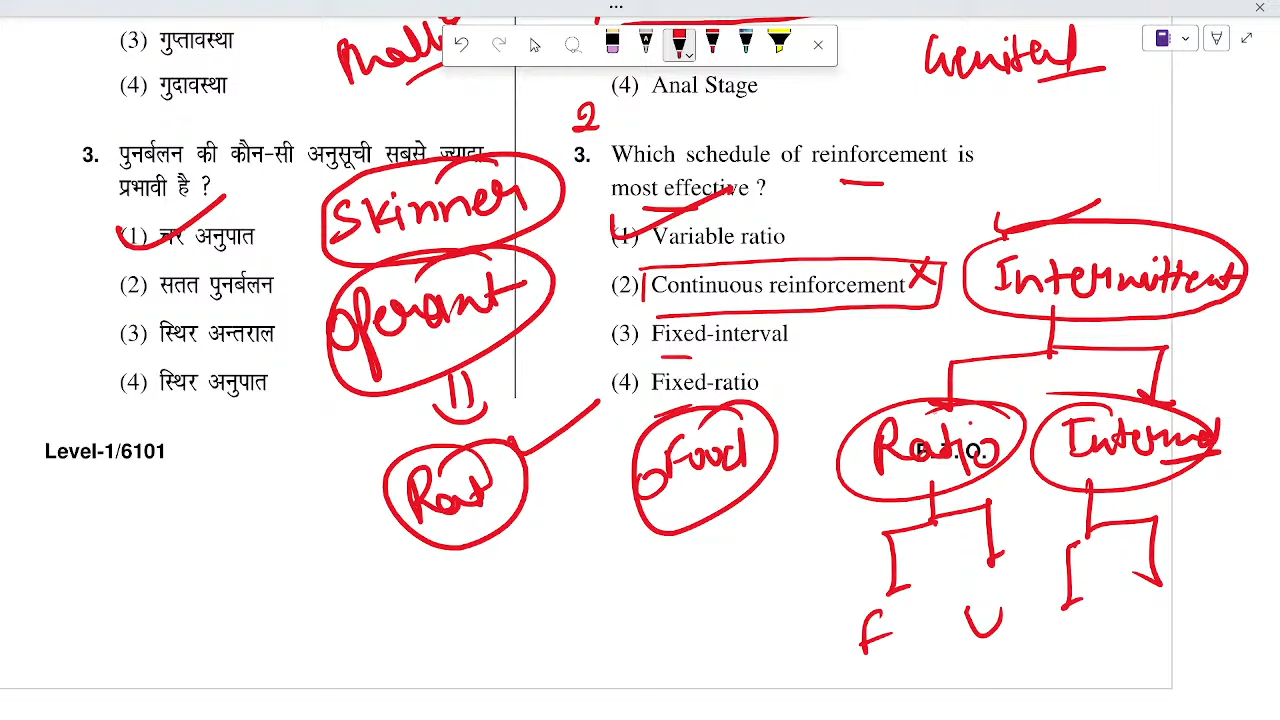 (3) गुप्तावस्था
(4) गुदावस्था
3. पुनर्बलन की कौन-सी अनुसूची सबसे ज्यादा
प्रभावी है ?
(1) चर अनुपात
(2) सतत पुनर्बलन
(3) स्थिर अन्तराल
(4) स्थिर अनुपात
Level-1/6101
Genital
(4) Anal Stage
2
3. Which schedule of reinforcement is
most effective ?
(1) Variable ratio
(2) Continuous reinforcement
(3) Fixed-interval
(4) Fixed-ratio
Skinner
Operant
Rat
Food
Intermittent
Ratio
F
V